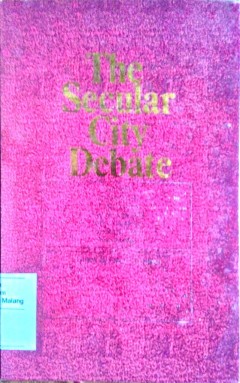 The
Secular
City
Debate
Malang